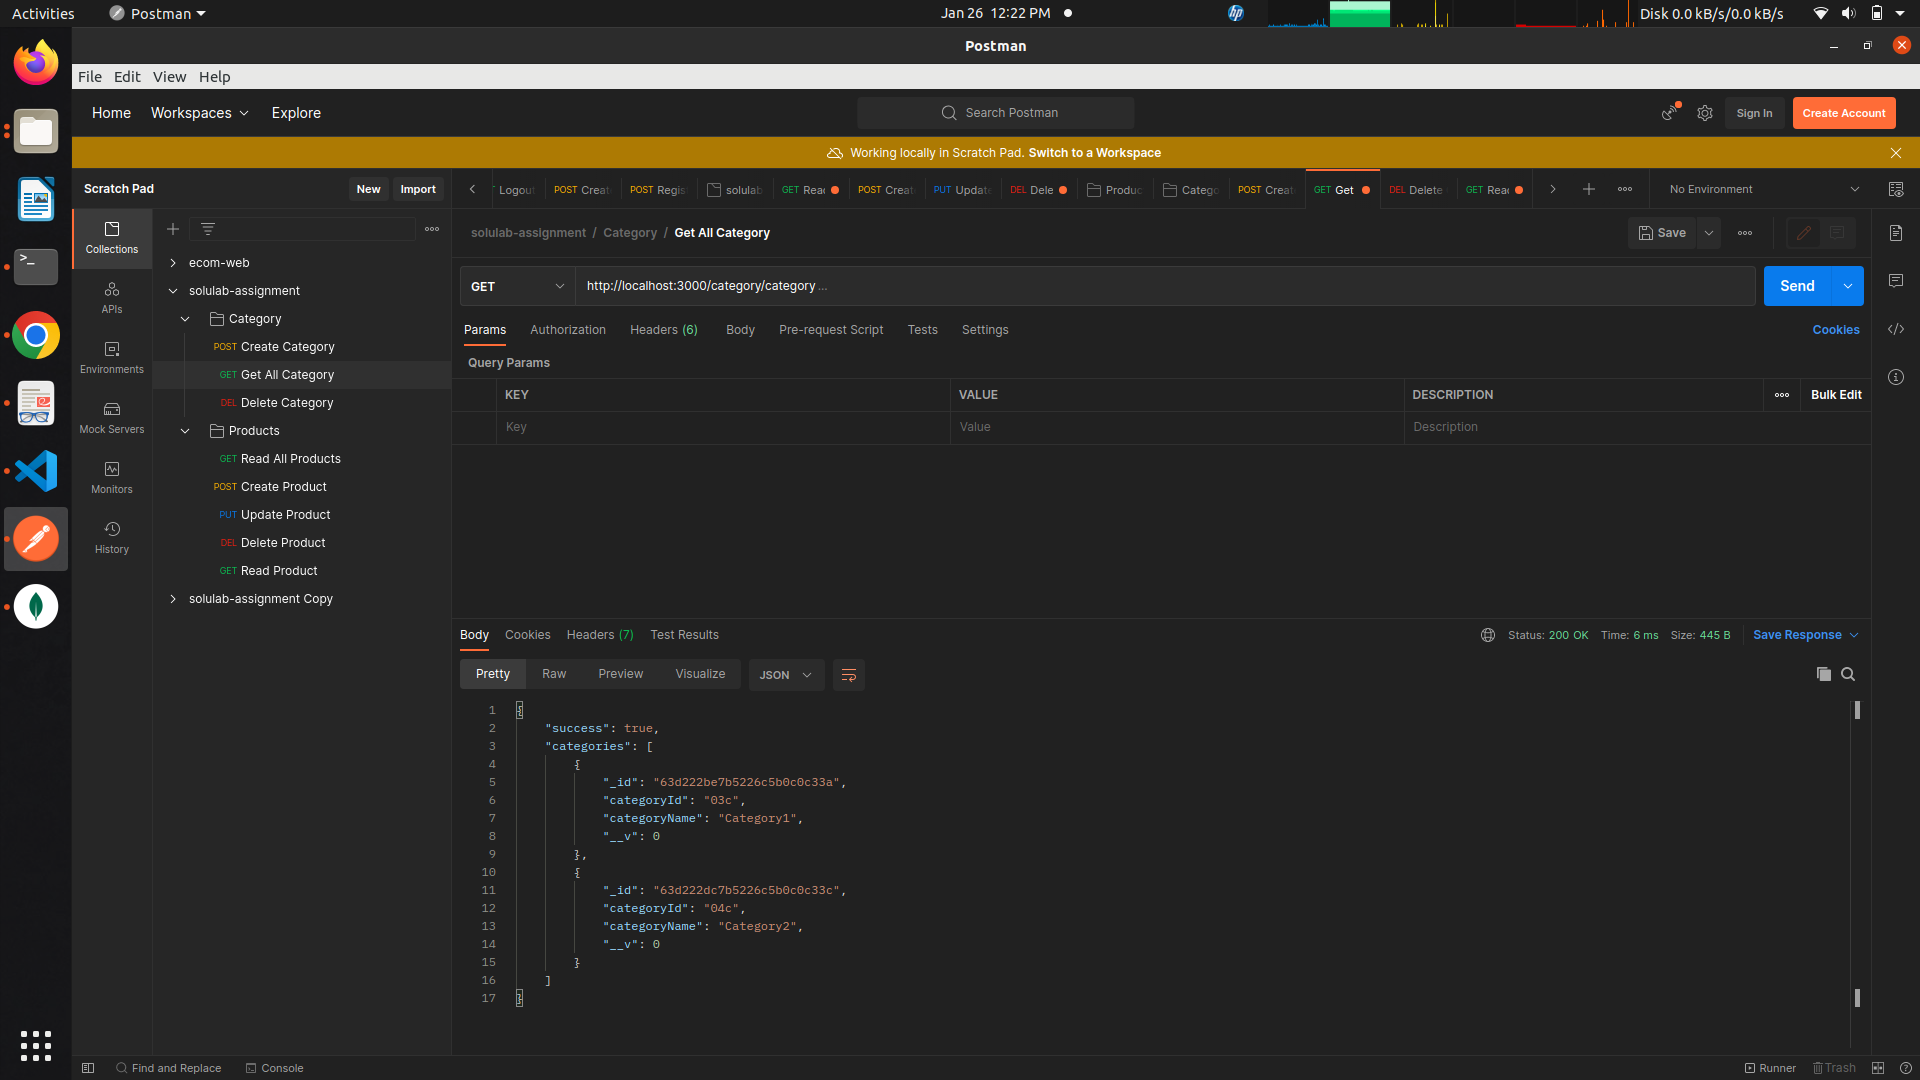 Activities
Postman
Jan 26 12:22 PM
hp
Disk 0.0 kB/s/0.0 kB/s
Postman
File Edit View Help
Home Workspaces Explore
Search Postman
Sign In
Create Account
Working locally in Scratch Pad. Switch to a Workspace
Scratch Pad
New Import
Logout
POST Creat
POST Regis
solulab
GET Read
POST Creat
PUT Update
DEL Dele
Produc
Catego
POST Creat
GET Get
DEL Delete
GET Read
No Environment
Collections
APIs
Environments
Mock Servers
Monitors
History
ecom-web
solulab-assignment
Category
POST Create Category
GET Get All Category
DEL Delete Category
Products
GET Read All Products
POST Create Product
PUT Update Product
DEL Delete Product
GET Read Product
solulab-assignment Copy
solulab-assignment / Category / Get All Category
Save
GET
http://localhost:3000/category/category ...
Send
Params Authorization Headers (6) Body Pre-request Script Tests Settings
Cookies
Query Params
KEY VALUE DESCRIPTION
Bulk Edit
Key Value Description
Body Cookies Headers (7) Test Results
Status: 200 OK Time: 6 ms Size: 445 B Save Response
Pretty Raw Preview Visualize JSON
1 {
2 "success": true,
3 "categories": [
4 {
5 "_id": "63d222be7b5226c5b0c0c33a",
6 "categoryId": "03c",
7 "categoryName": "Category1",
8 "__v": 0
9 },
10 {
11 "_id": "63d222dc7b5226c5b0c0c33c",
12 "categoryId": "04c",
13 "categoryName": "Category2",
14 "__v": 0
15 }
16 ]
17 }
Find and Replace
Console
Runner
Trash